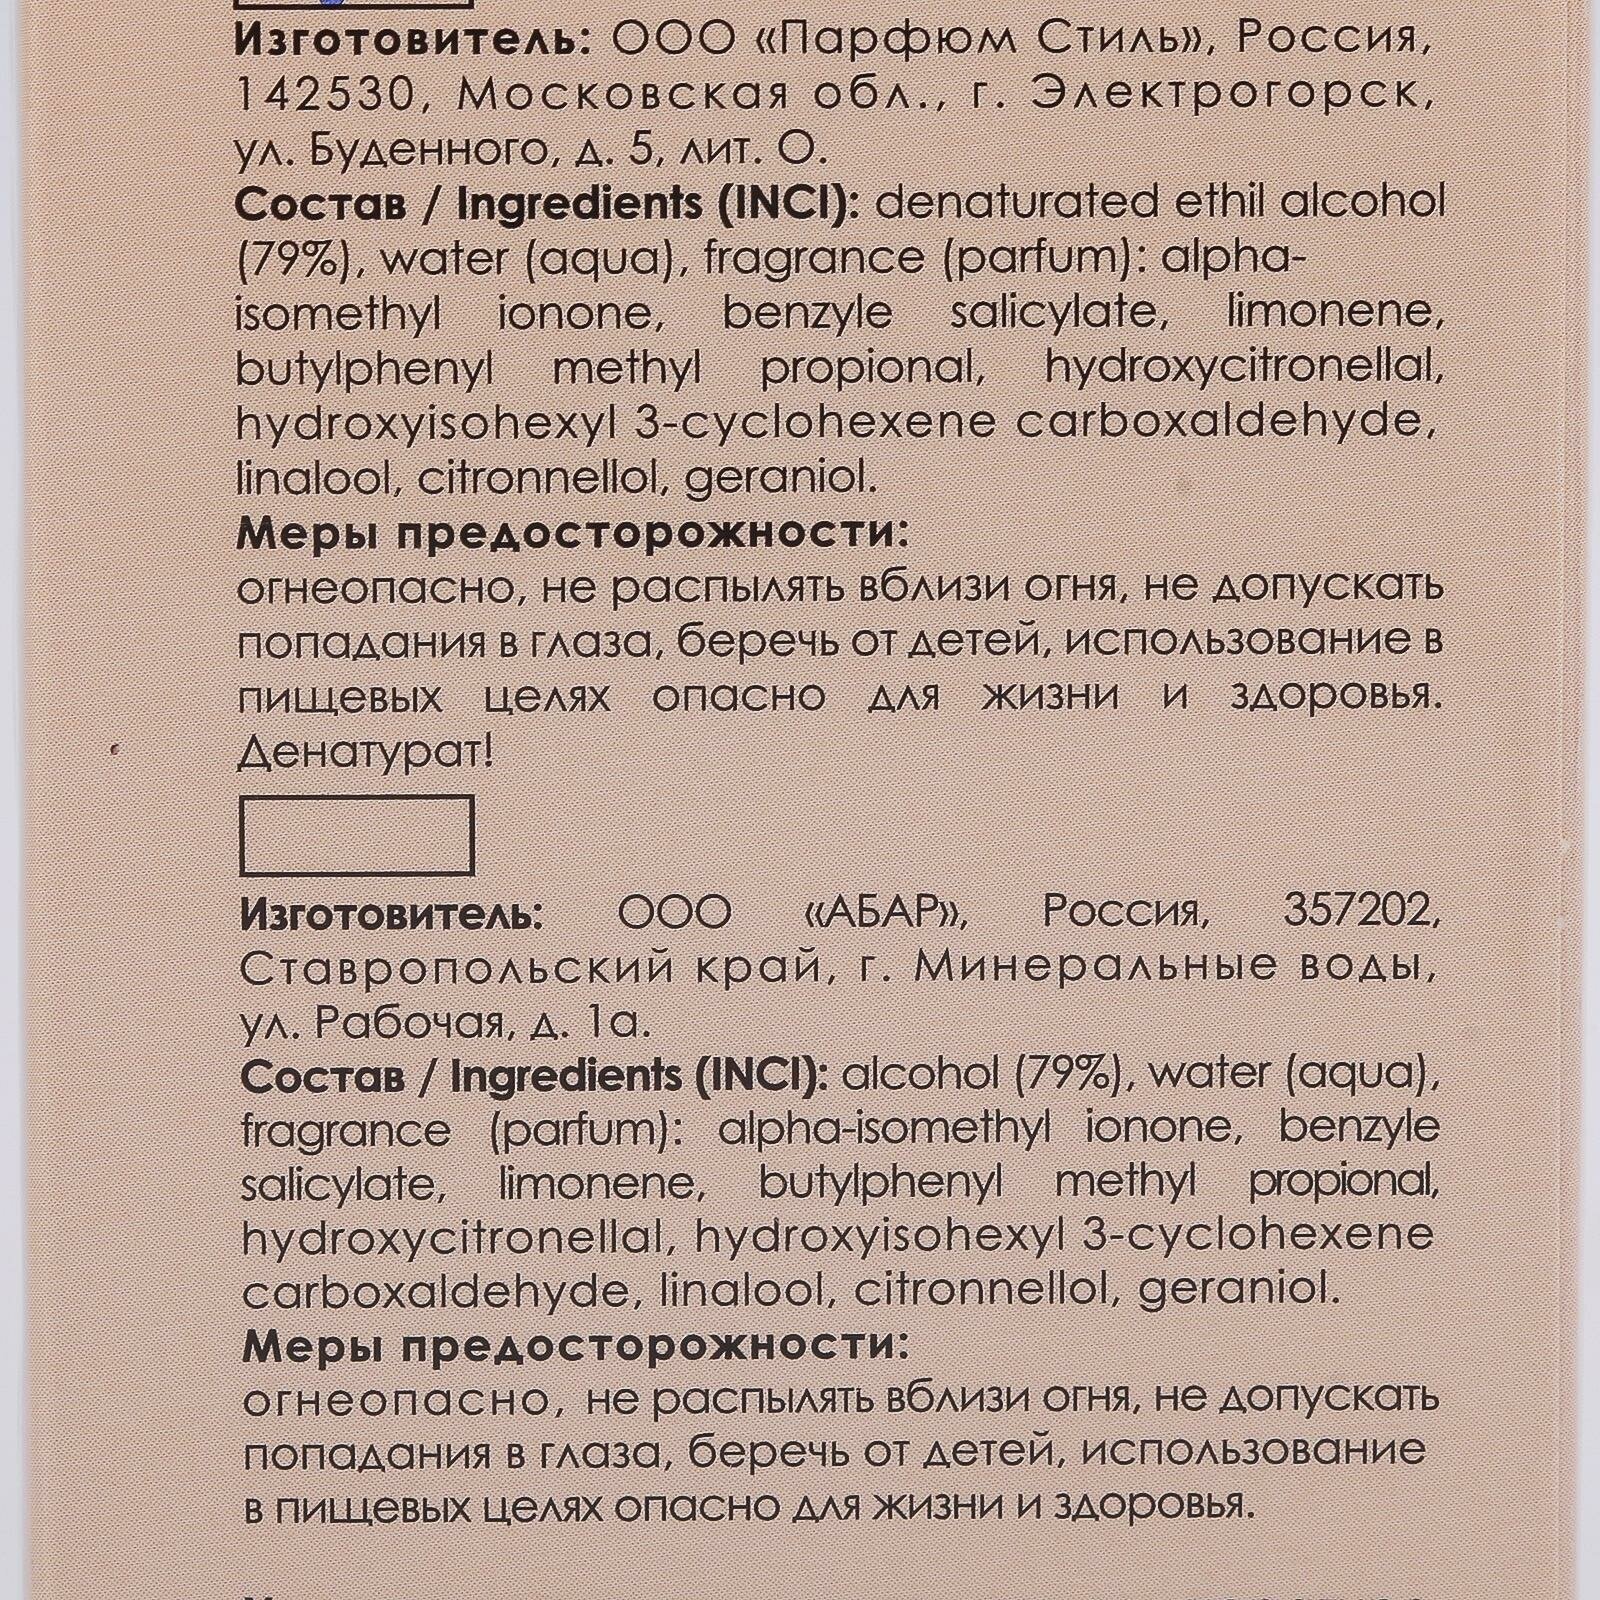 Изготовитель: ООО «Парфюм Стиль», Россия,
142530, Московская обл., г. Электрогорск,
ул. Буденного, д. 5, лит. О.
Состав / Ingredients (INCI): denaturated ethil alcohol
(79%), water (aqua), fragrance (parfum): alpha-
isomethyl ionone, benzyle salicylate, limonene,
butylphenyl methyl propional, hydroxycitronellal,
hydroxyisohexyl 3-cyclohexene carboxaldehyde,
linalool, citronnellol, geraniol.
Меры предосторожности:
огнеопасно, не распылять вблизи огня, не допускать
попадания в глаза, беречь от детей, использование в
пищевых целях опасно для жизни и здоровья.
Денатурат!
Изготовитель: ООО «АБАР», Россия, 357202,
Ставропольский край, г. Минеральные воды,
ул. Рабочая, д. 1а.
Состав / Ingredients (INCI): alcohol (79%), water (aqua),
fragrance (parfum): alpha-isomethyl ionone, benzyle
salicylate, limonene, butylphenyl methyl propional,
hydroxycitronellal, hydroxyisohexyl 3-cyclohexene
carboxaldehyde, linalool, citronnellol, geraniol.
Меры предосторожности:
огнеопасно, не распылять вблизи огня, не допускать
попадания в глаза, беречь от детей, использование
в пищевых целях опасно для жизни и здоровья.